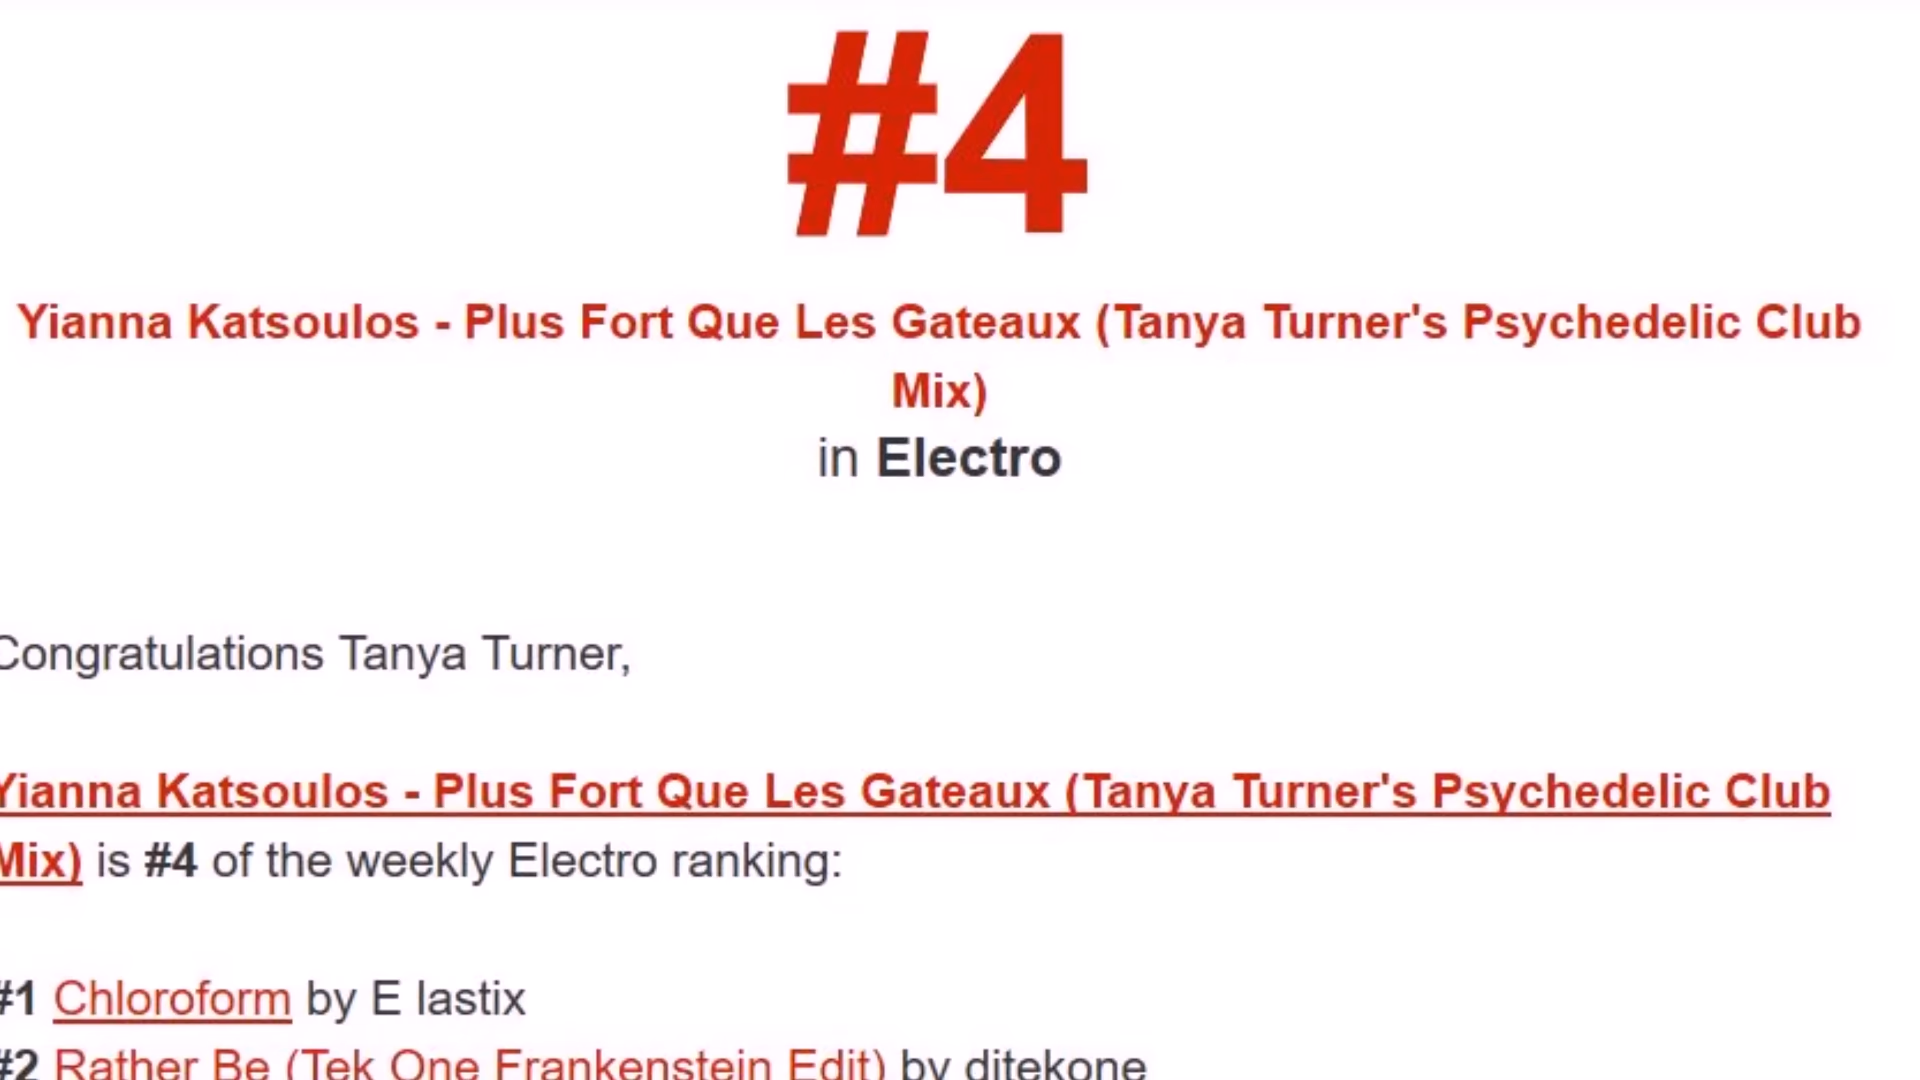 #4
Yianna Katsoulos - Plus Fort Que Les Gateaux (Tanya Turner's Psychedelic Club
Mix)
in Electro
Congratulations Tanya Turner,
Yianna Katsoulos - Plus Fort Que Les Gateaux (Tanya Turner's Psychedelic Club
Mix) is #4 of the weekly Electro ranking:
#1 Chloroform by E lastix
#2 Rather Be (Tek One Frankenstein Edit) by ditekone